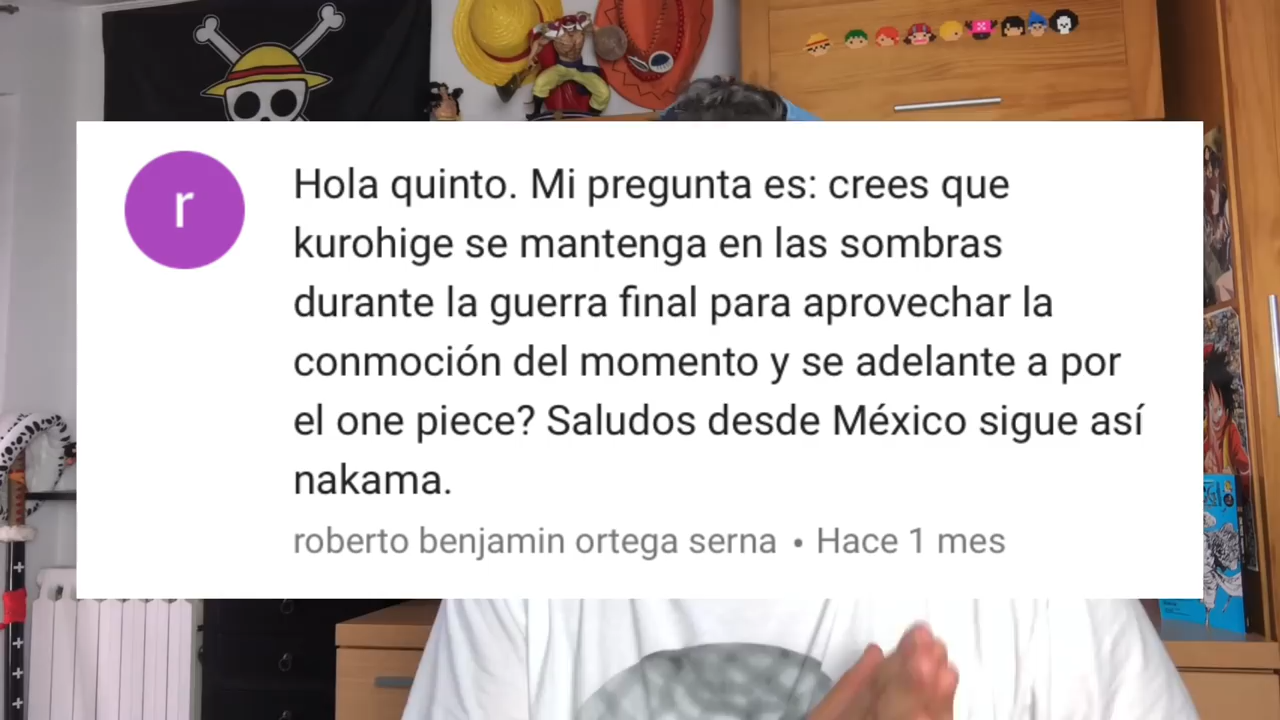 r
Hola quinto. Mi pregunta es: crees que
kurohige se mantenga en las sombras
durante la guerra final para aprovechar la
conmoción del momento y se adelante a por
el one piece? Saludos desde México sigue así
nakama.
roberto benjamin ortega serna • Hace 1 mes